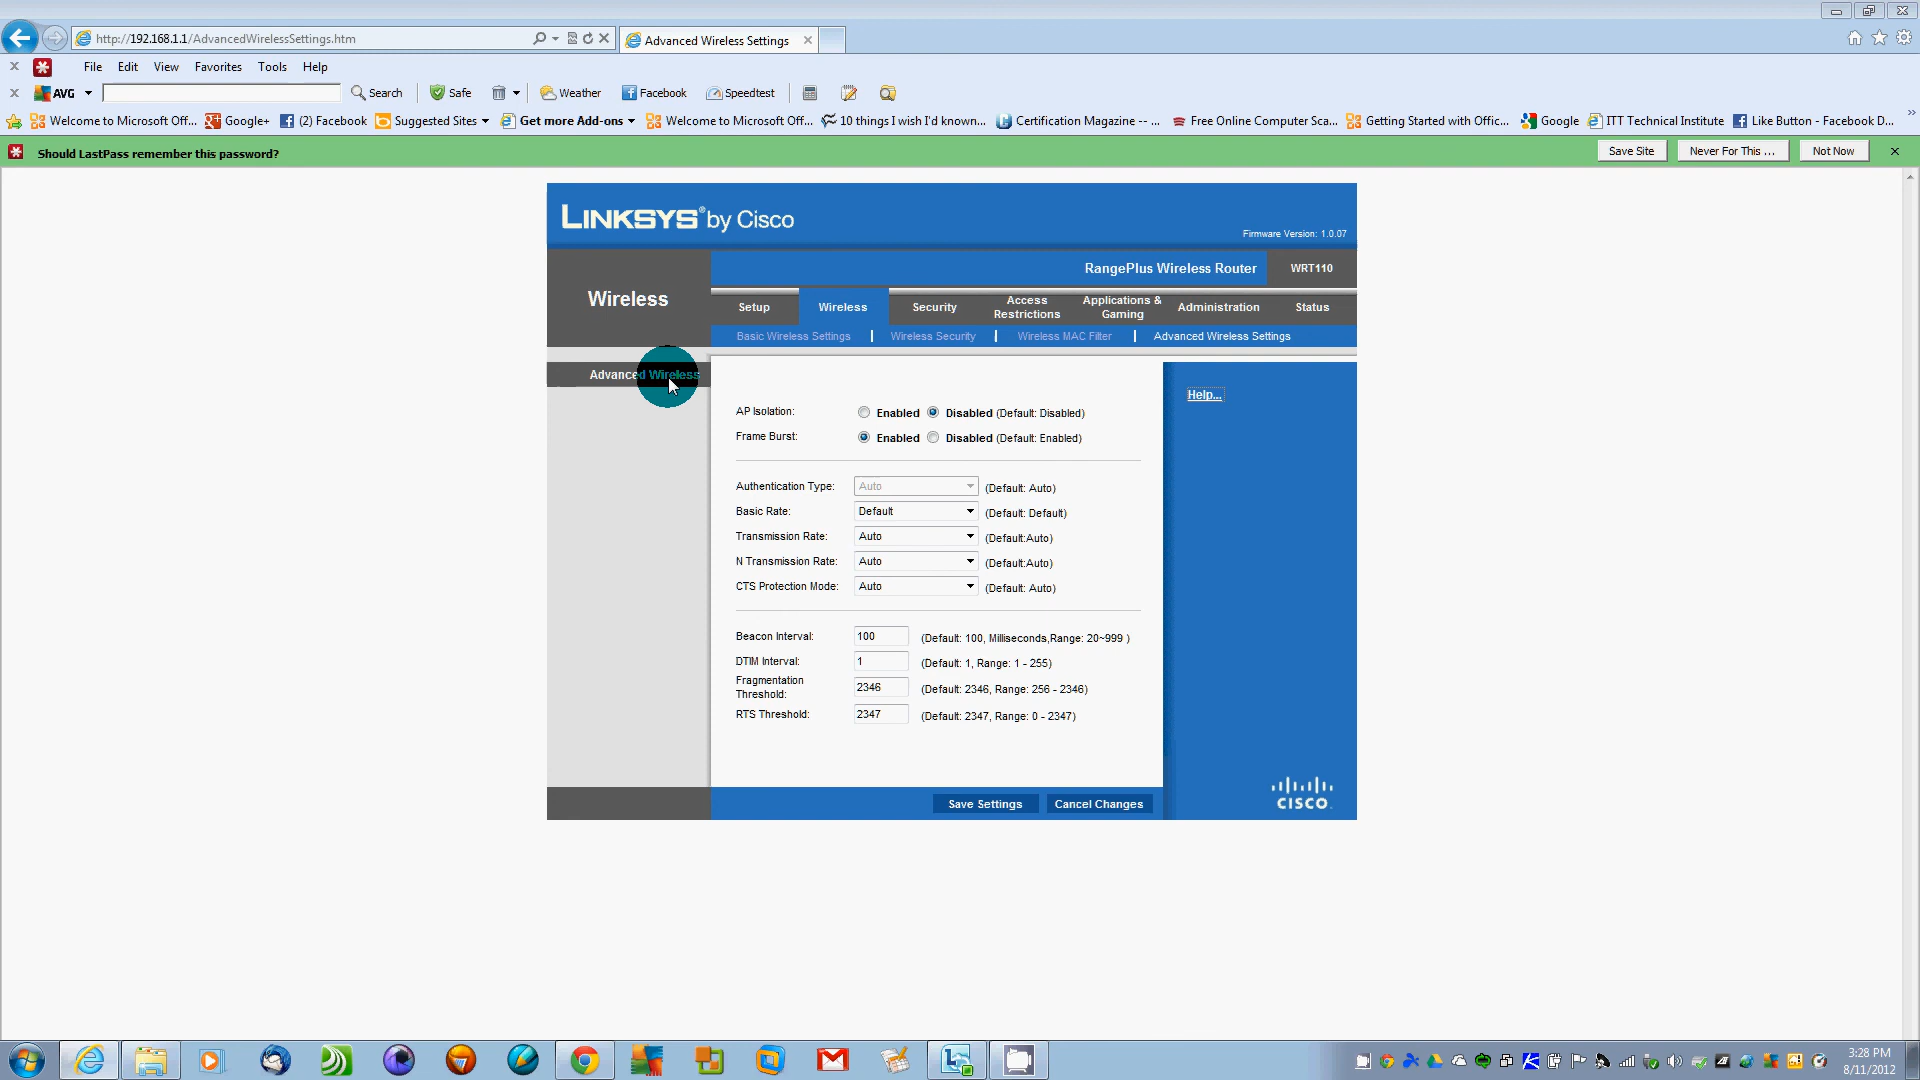 http://192.168.1.1/AdvancedWirelessSettings.htm
Advanced Wireless Settings
File Edit View Favorites Tools Help
AVG Search Safe Weather Facebook Speedtest
Welcome to Microsoft Off... Google+ (2) Facebook Suggested Sites Get more Add-ons Welcome to Microsoft Off... 10 things I wish I'd known... Certification Magazine -- ... Free Online Computer Sca... Getting Started with Offic... Google ITT Technical Institute Like Button - Facebook D... »
Should LastPass remember this password? Save Site Never For This ... Not Now
LINKSYS® by Cisco
Firmware Version: 1.0.07
RangePlus Wireless Router WRT110
Wireless
Setup Wireless Security Access Restrictions Applications & Gaming Administration Status
Basic Wireless Settings | Wireless Security | Wireless MAC Filter | Advanced Wireless Settings
Advanced Wireless
Help...
AP Isolation: Enabled Disabled (Default: Disabled)
Frame Burst: Enabled Disabled (Default: Enabled)
Authentication Type: Auto (Default: Auto)
Basic Rate: Default (Default: Default)
Transmission Rate: Auto (Default:Auto)
N Transmission Rate: Auto (Default:Auto)
CTS Protection Mode: Auto (Default: Auto)
Beacon Interval: 100 (Default: 100, Milliseconds,Range: 20~999 )
DTIM Interval: 1 (Default: 1, Range: 1 - 255)
Fragmentation
Threshold: 2346 (Default: 2346, Range: 256 - 2346)
RTS Threshold: 2347 (Default: 2347, Range: 0 - 2347)
Save Settings Cancel Changes
CISCO
3:28 PM
8/11/2012